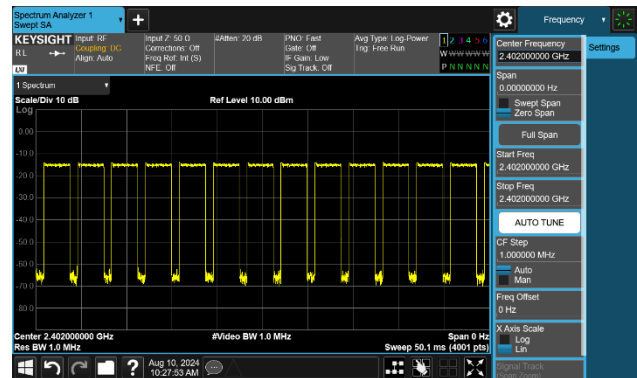 Spectrum Analyzer 1
Swept SA
+
Frequency
KEYSIGHT
RL
Input: RF
Coupling: DC
Align: Auto
Input Z: 50 Ω
Corrections: Off
Freq Ref: Int (S)
NFE: Off
#Atten: 20 dB
PNO: Fast
Gate: Off
IF Gain: Low
Sig Track: Off
Avg Type: Log-Power
Trig: Free Run
1 2 3 4 5 6
W W W W W W
P N N N N N
LXI
1 Spectrum
Scale/Div 10 dB
Ref Level 10.00 dBm
Log
0.00
-10.0
-20.0
-30.0
-40.0
-50.0
-60.0
-70.0
-80.0
Center 2.402000000 GHz
#Video BW 1.0 MHz
Span 0 Hz
Res BW 1.0 MHz
Sweep 50.1 ms (4001 pts)
?
Aug 10, 2024
10:27:53 AM
Center Frequency
2.402000000 GHz
Settings
Span
0.00000000 Hz
Swept Span
Zero Span
Full Span
Start Freq
2.402000000 GHz
Stop Freq
2.402000000 GHz
AUTO TUNE
CF Step
1.000000 MHz
Auto
Man
Freq Offset
0 Hz
X Axis Scale
Log
Lin
Signal Track
(Span Zoom)